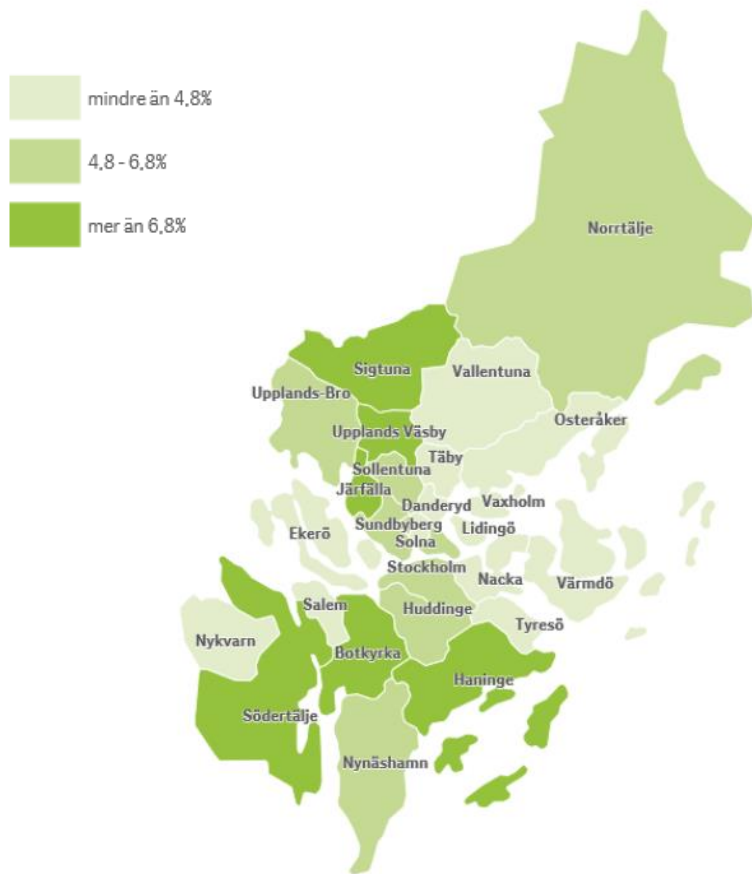 mindre än 4,8%
4,8 - 6,8%
mer än 6,8%
Norrtälje
Sigtuna
Vallentuna
Upplands-Bro
Österåker
Upplands Väsby
Täby
Sollentuna
Järfälla
Danderyd
Vaxholm
Sundbyberg
Lidingö
Ekerö
Solna
Stockholm
Nacka
Värmdö
Salem
Huddinge
Tyresö
Nykvarn
Botkyrka
Haninge
Södertälje
Nynäshamn